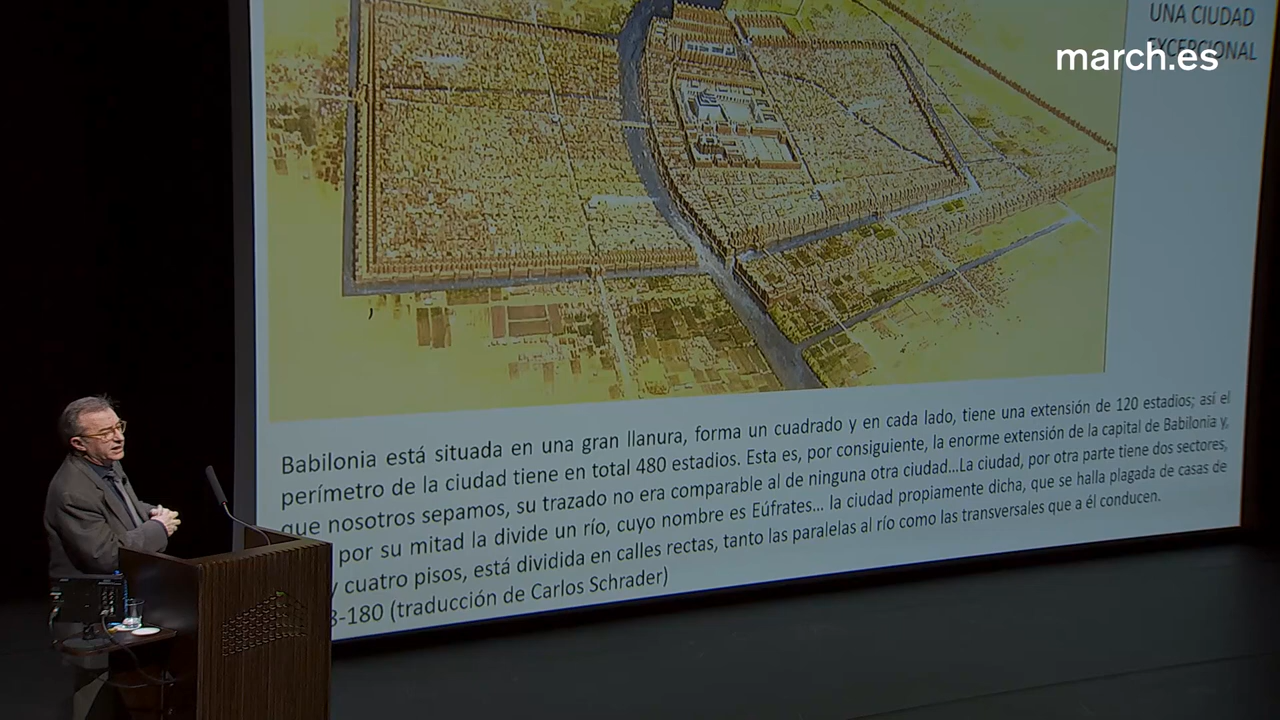 UNA CIUDAD
EXCEPCIONAL
march.es
Babilonia está situada en una gran llanura, forma un cuadrado y en cada lado, tiene una extensión de 120 estadios; así el
perímetro de la ciudad tiene en total 480 estadios. Esta es, por consiguiente, la enorme extensión de la capital de Babilonia y,
que nosotros sepamos, su trazado no era comparable al de ninguna otra ciudad...La ciudad, por otra parte tiene dos sectores,
por su mitad la divide un río, cuyo nombre es Eúfrates... la ciudad propiamente dicha, que se halla plagada de casas de
y cuatro pisos, está dividida en calles rectas, tanto las paralelas al río como las transversales que a él conducen.
8-180 (traducción de Carlos Schrader)